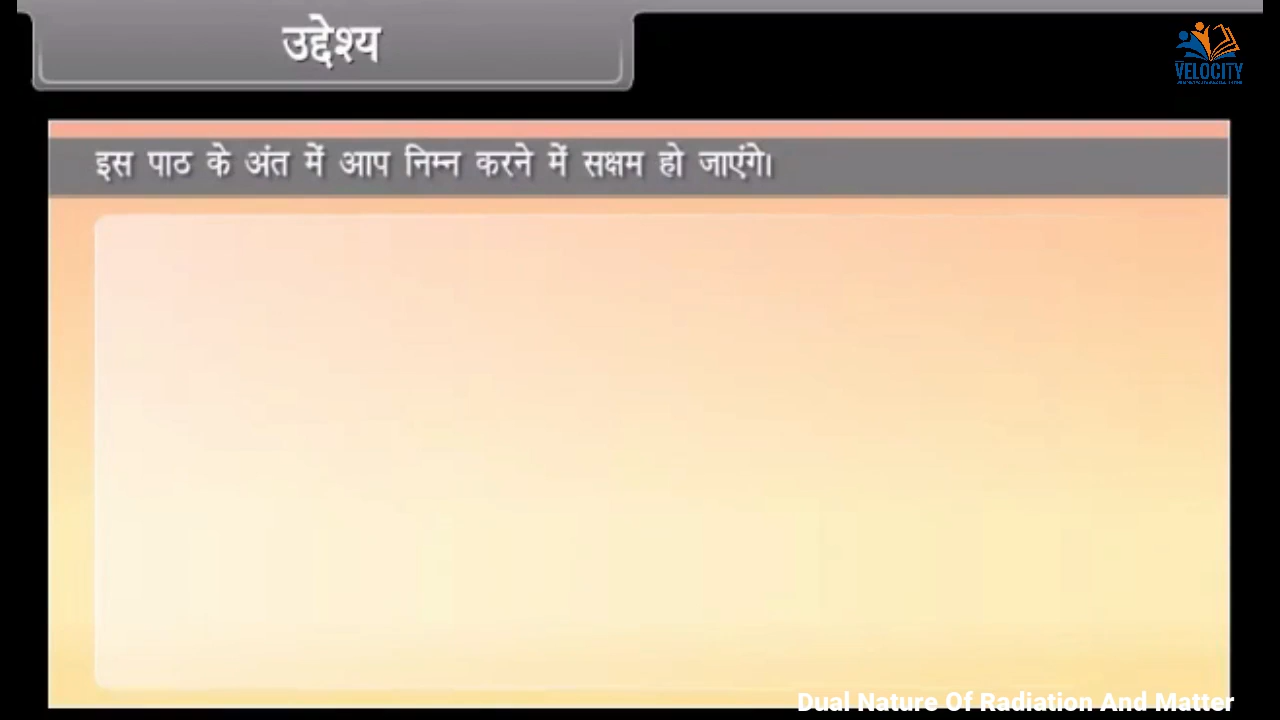 उद्देश्य
VELOCITY
इस पाठ के अंत में आप निम्न करने में सक्षम हो जाएंगे।
Dual Nature Of Radiation And Matter